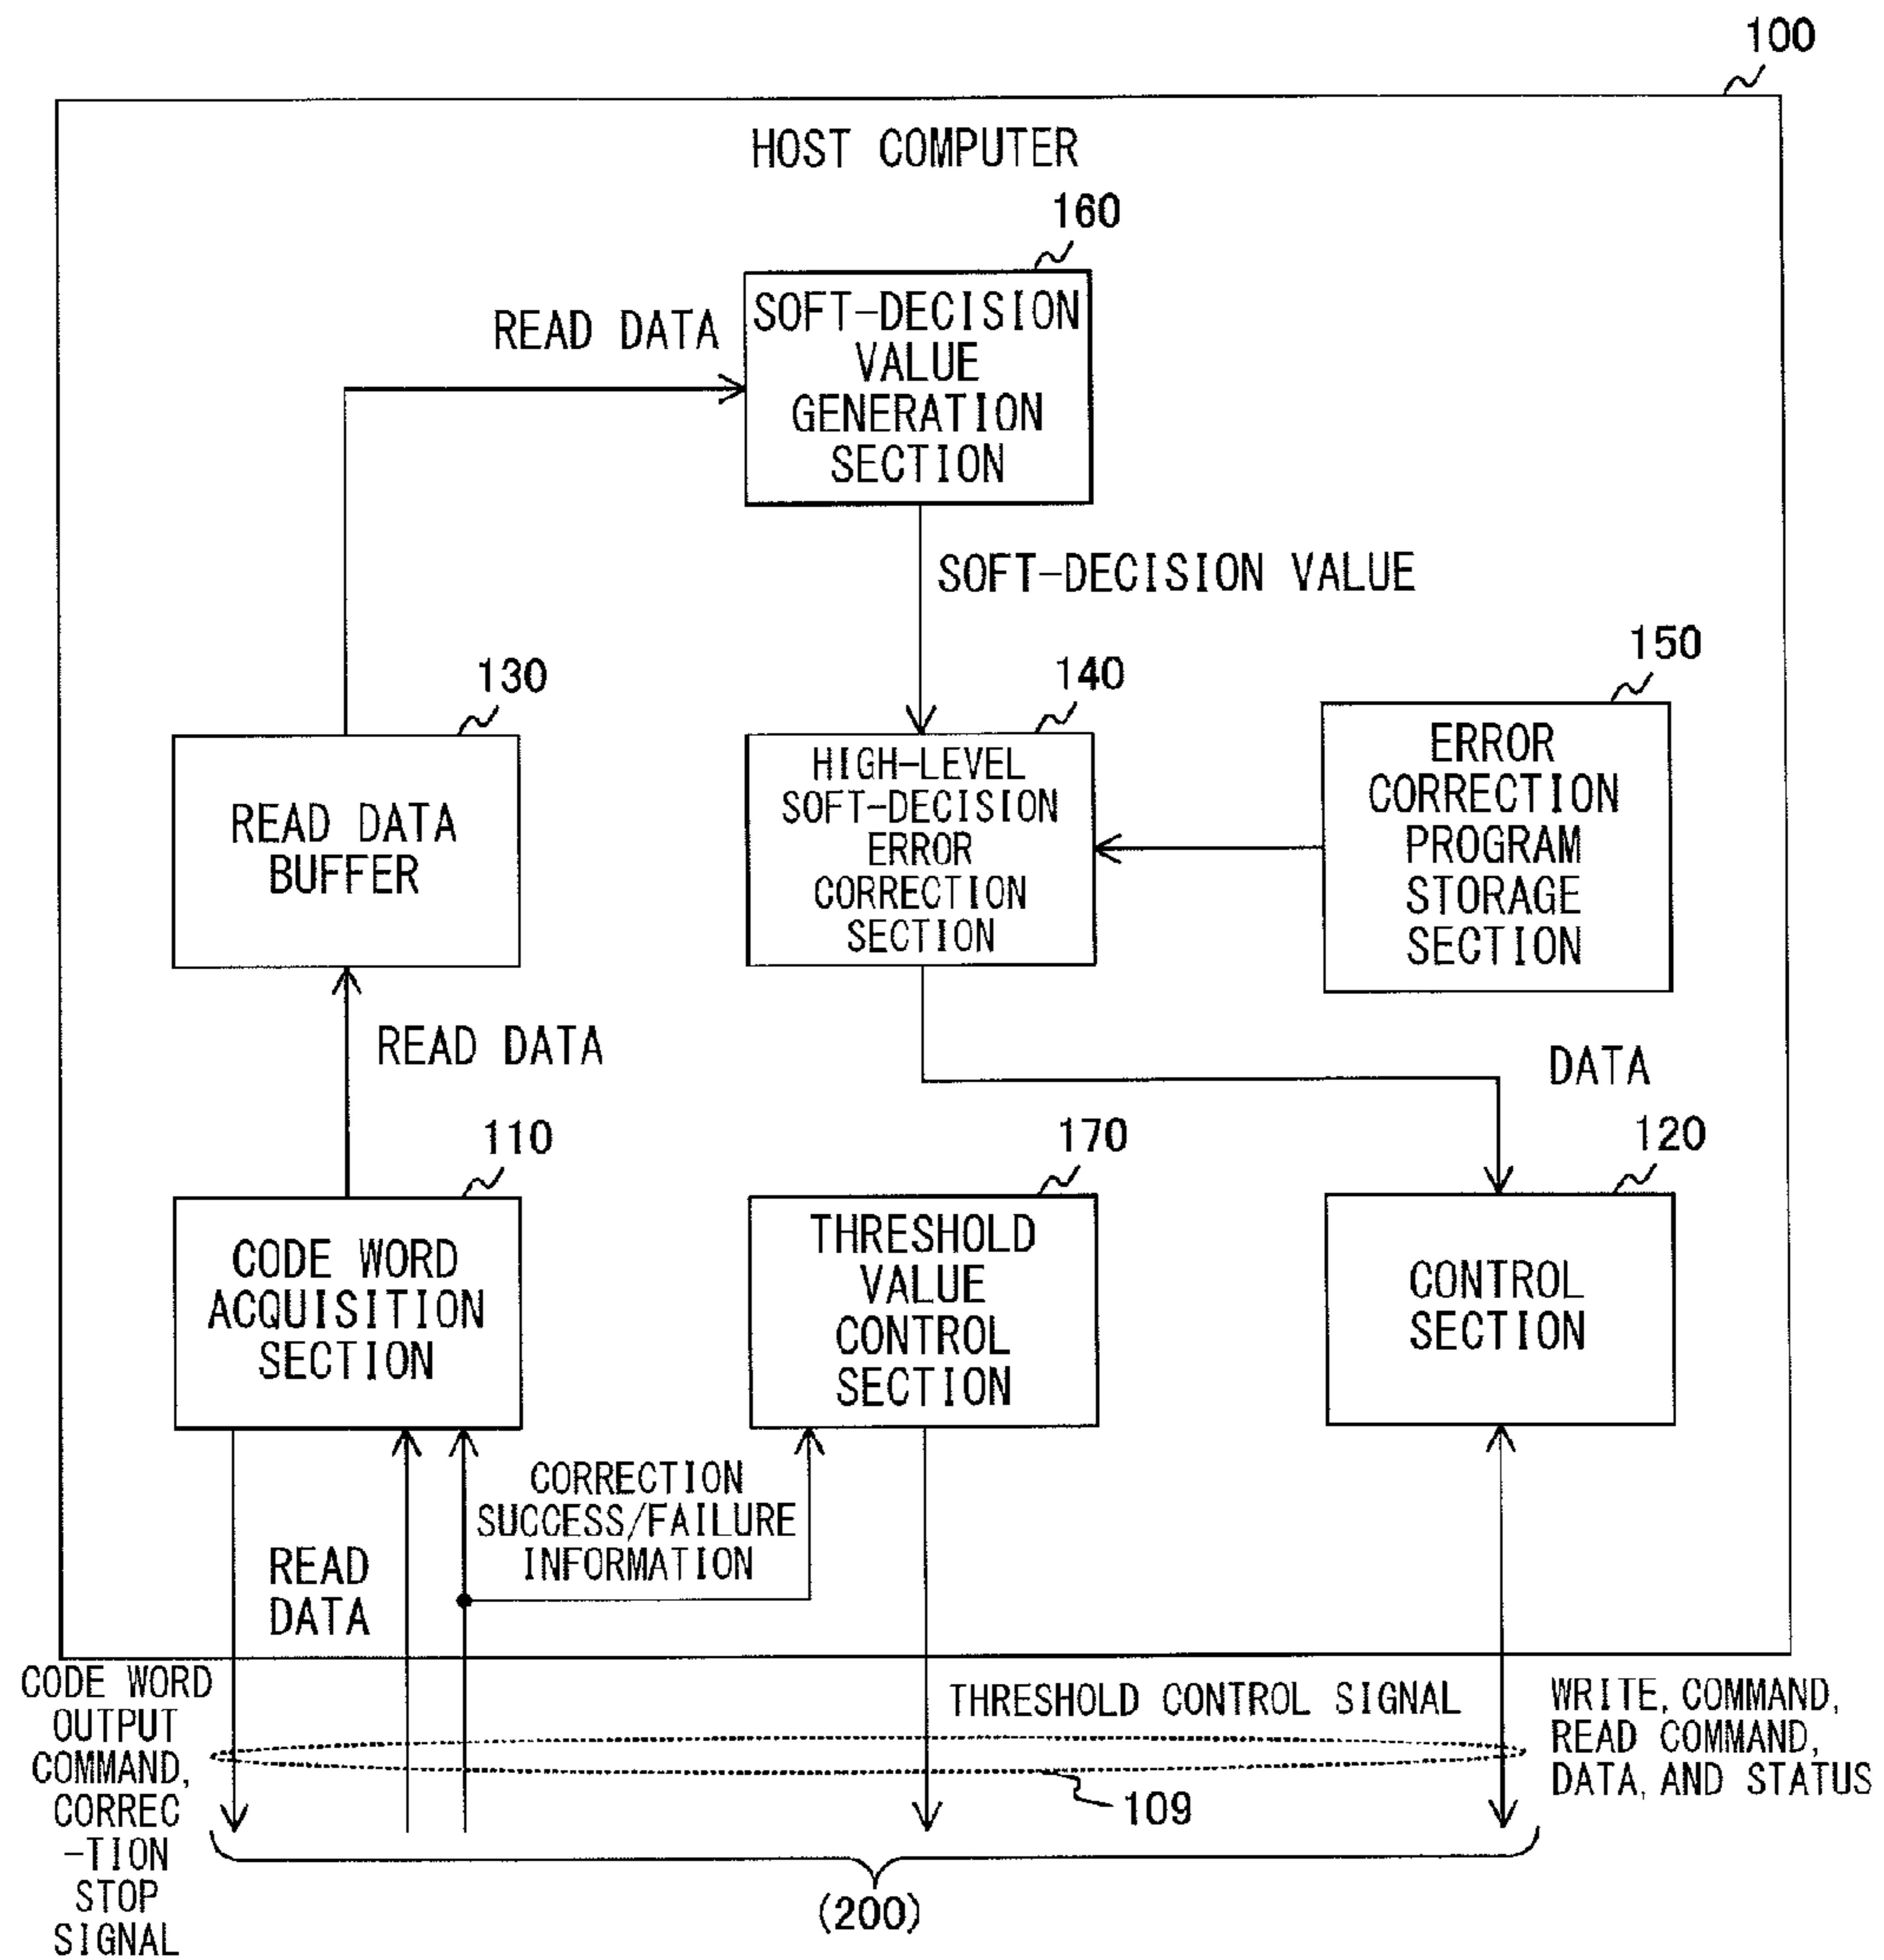 100
HOST COMPUTER
160
SOFT-DECISION
VALUE
GENERATION
SECTION
READ DATA
SOFT-DECISION VALUE
130
READ DATA
BUFFER
140
HIGH-LEVEL
SOFT-DECISION
ERROR
CORRECTION
SECTION
150
ERROR
CORRECTION
PROGRAM
STORAGE
SECTION
READ DATA
DATA
110
CODE WORD
ACQUISITION
SECTION
170
THRESHOLD
VALUE
CONTROL
SECTION
120
CONTROL
SECTION
READ
DATA
CORRECTION
SUCCESS/FAILURE
INFORMATION
CODE WORD
OUTPUT
COMMAND,
CORREC
-TION
STOP
SIGNAL
THRESHOLD CONTROL SIGNAL
WRITE, COMMAND,
READ COMMAND,
DATA, AND STATUS
109
(200)